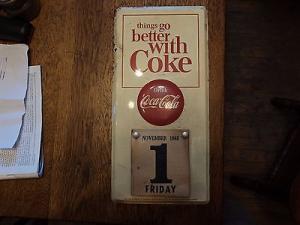 things go
better
with
Coke
DRINK
Coca-Cola
NOVEMBER 1968
1
FRIDAY